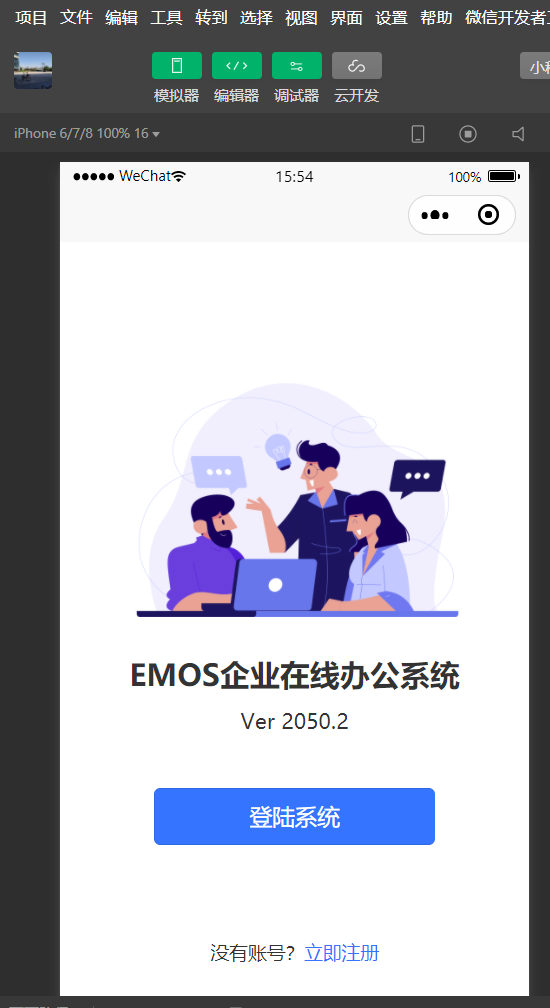 项目 文件 编辑 工具 转到 选择 视图 界面 设置 帮助 微信开发者
模拟器 编辑器 调试器 云开发
iPhone 6/7/8 100% 16
WeChat 15:54 100%
EMOS企业在线办公系统
Ver 2050.2
登陆系统
没有账号？立即注册